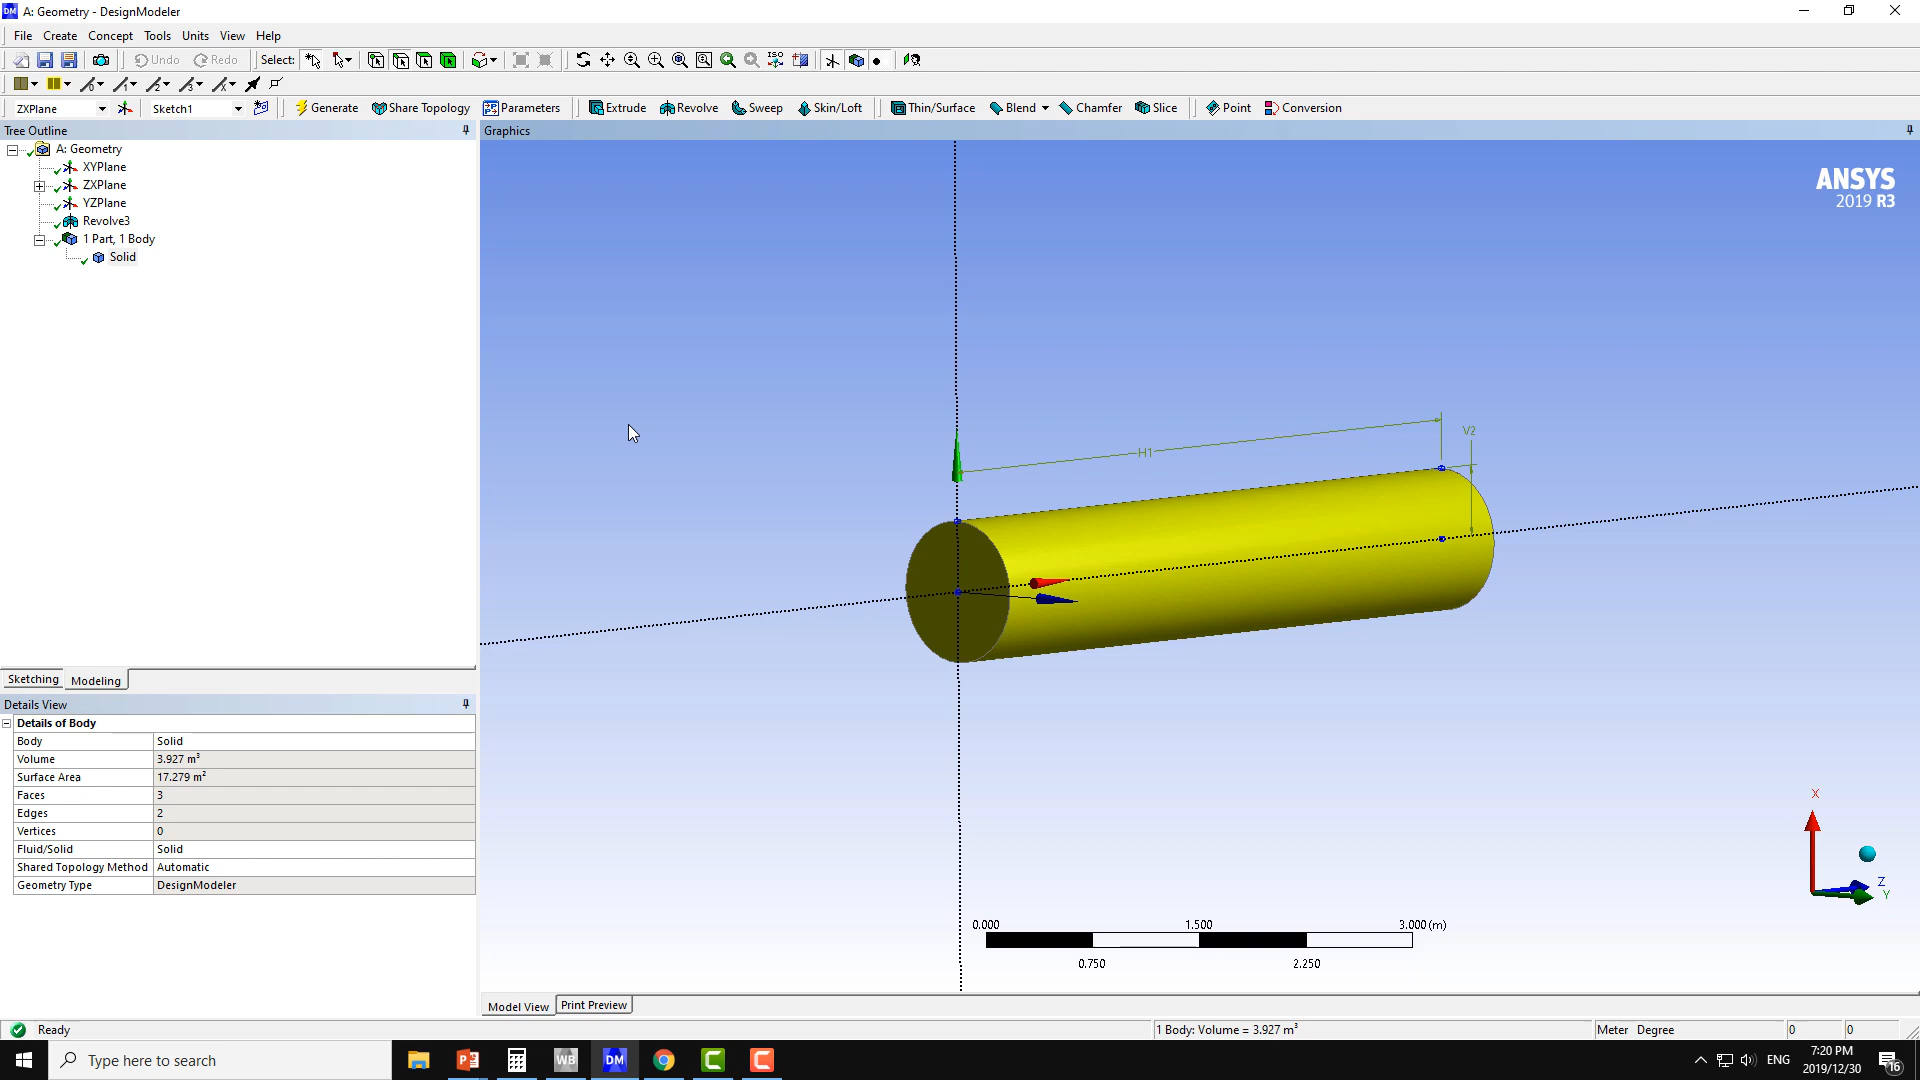 A: Geometry - DesignModeler
File Create Concept Tools Units View Help
Undo Redo Select: ISO
ZXPlane Sketch1 Generate Share Topology Parameters Extrude Revolve Sweep Skin/Loft Thin/Surface Blend Chamfer Slice Point Conversion
Tree Outline
Graphics
A: Geometry
XYPlane
ZXPlane
YZPlane
Revolve3
1 Part, 1 Body
Solid
ANSYS
2019 R3
H1
V2
X
Z
Y
0.000 1.500 3.000 (m)
0.750 2.250
Sketching Modeling
Details View
Details of Body
Body Solid
Volume 3.927 m³
Surface Area 17.279 m²
Faces 3
Edges 2
Vertices 0
Fluid/Solid Solid
Shared Topology Method Automatic
Geometry Type DesignModeler
Model View Print Preview
Ready 1 Body: Volume = 3.927 m³ Meter Degree 0 0
Type here to search WB DM ENG 7:20 PM
2019/12/30 16